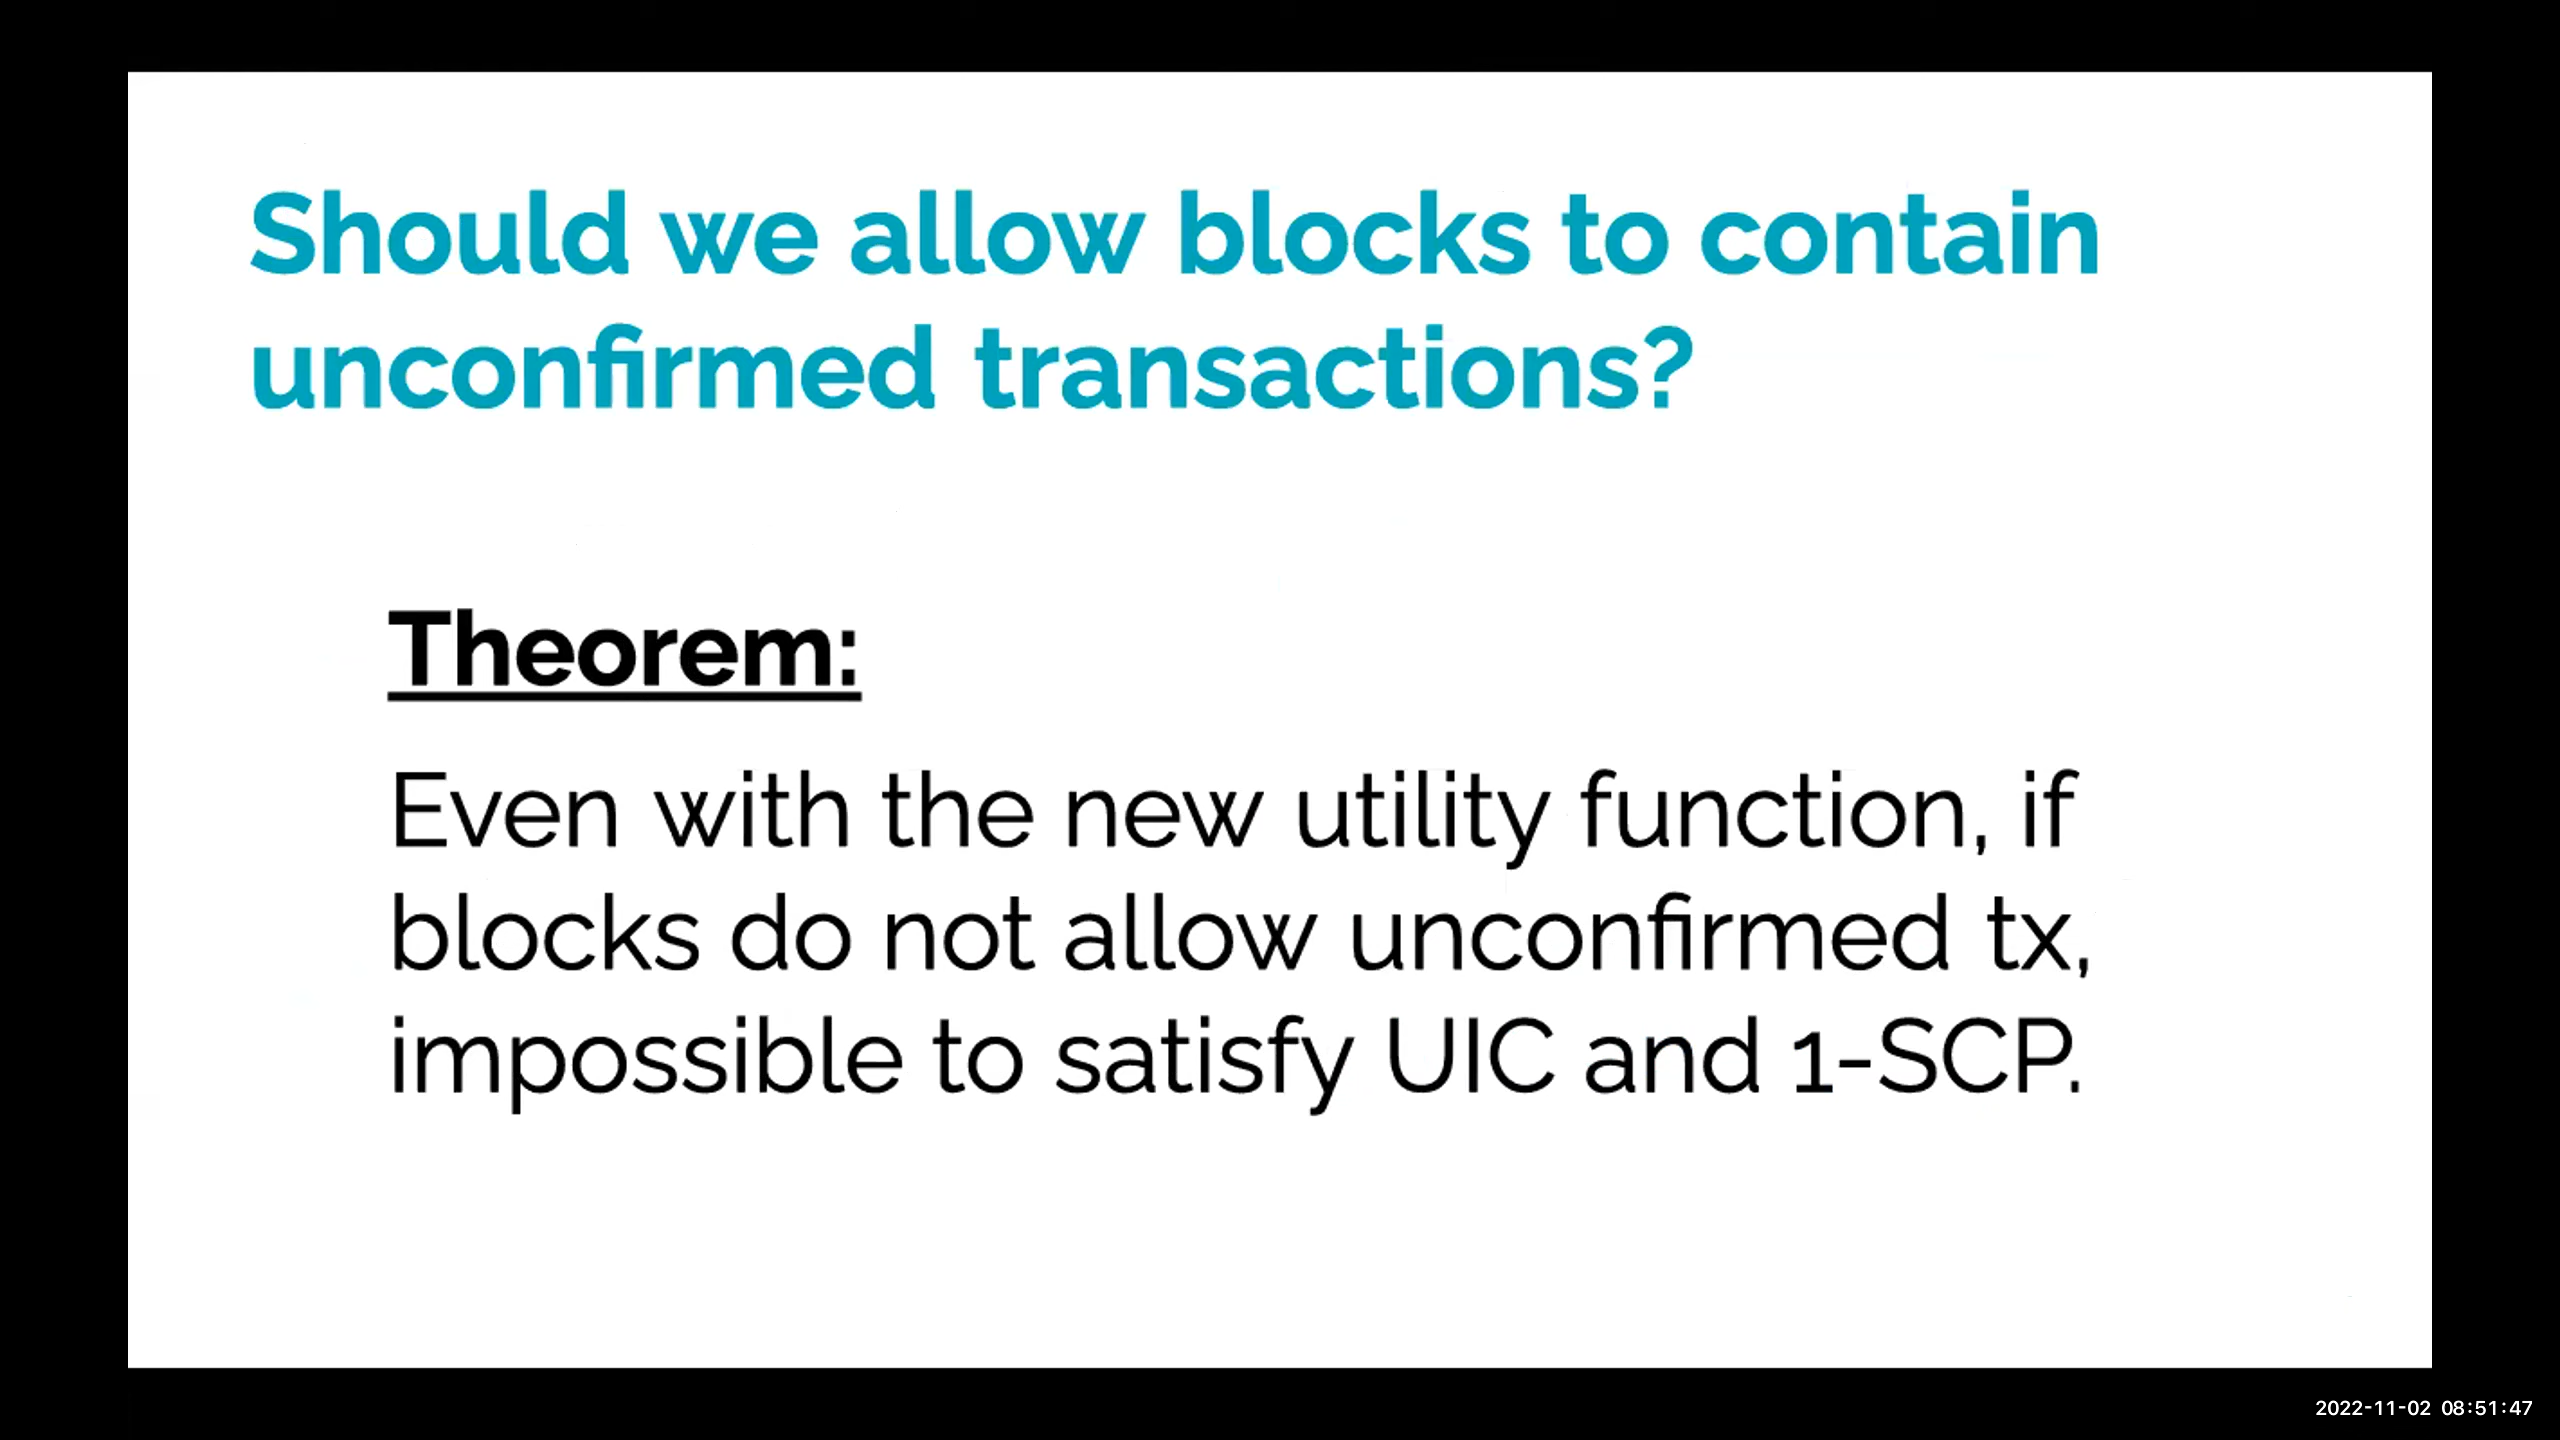 Should we allow blocks to contain
unconfirmed transactions?
Theorem:
Even with the new utility function, if
blocks do not allow unconfirmed tx,
impossible to satisfy UIC and 1-SCP.
2022-11-02 08:51:47